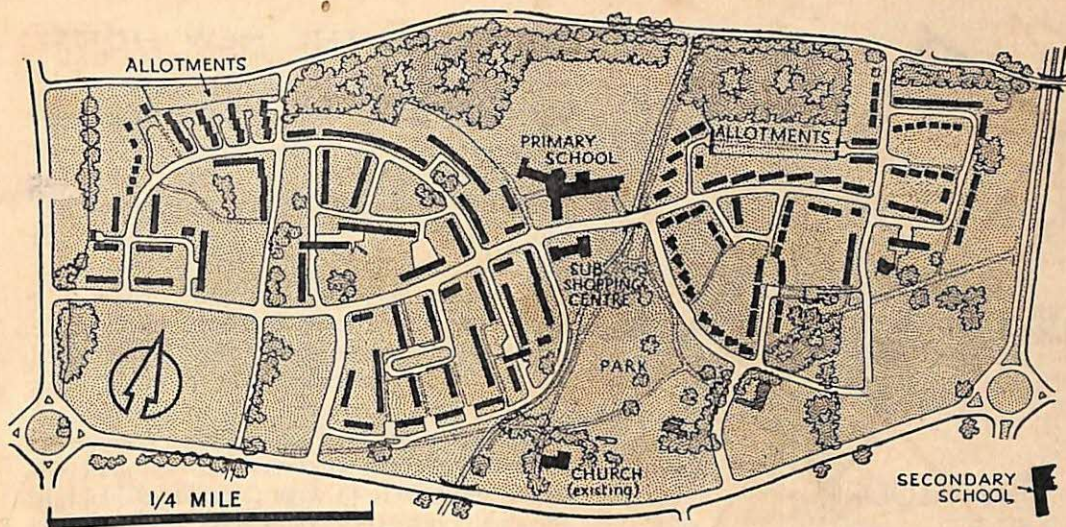 ALLOTMENTS
PRIMARY
SCHOOL
ALLOTMENTS
SUB-
SHOPPING
CENTRE
PARK
CHURCH
(existing)
SECONDARY
SCHOOL
1/4 MILE